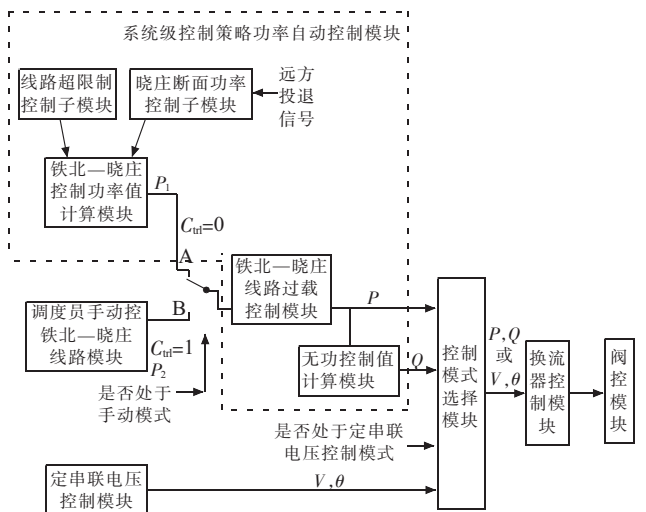 系统级控制策略功率自动控制模块
线路超限制
控制子模块
晓庄断面功率
控制子模块
远方
投退
信号
铁北—晓庄
控制功率值
计算模块
P₁
Cₜᵣₗ=0
A
铁北—晓庄
线路过载
控制模块
P
调度员手动控
铁北—晓庄
线路模块
B
Cₜᵣₗ=1
P₂
是否处于
手动模式
无功控制值
计算模块
Q
控制
模式
选择
模块
P,Q
或
V,θ
换流
器控
制模
块
阀
控
模
块
是否处于定串联
电压控制模式
定串联电压
控制模块
V,θ